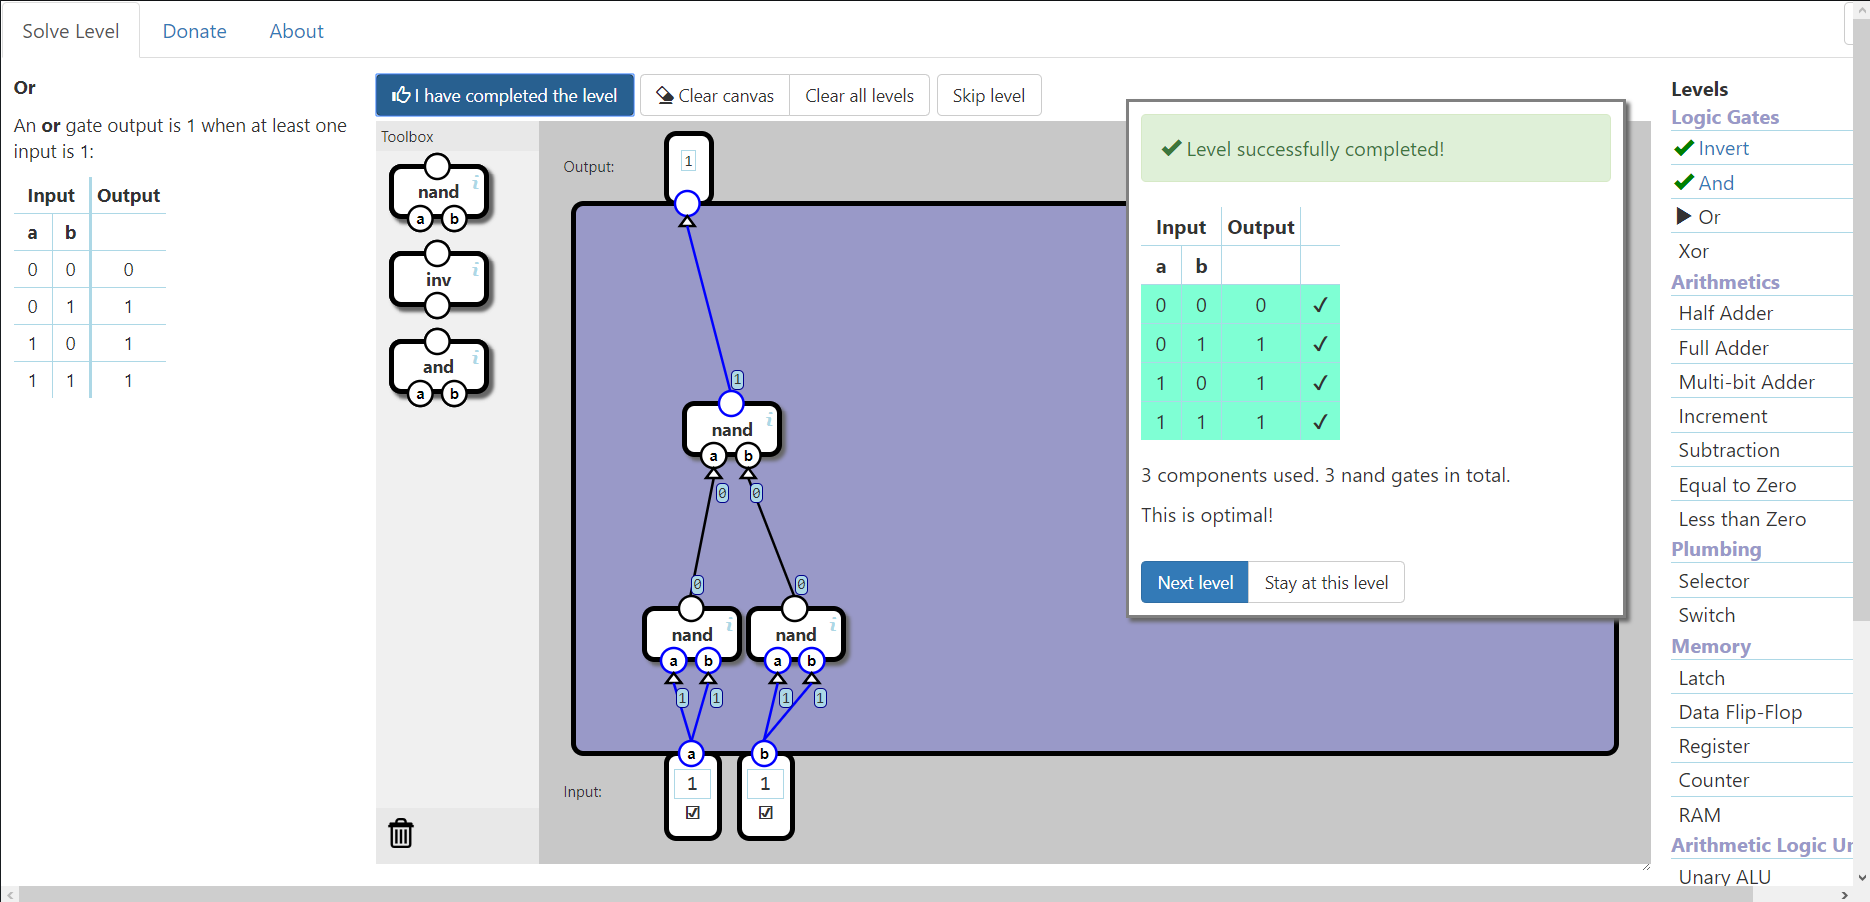 Solve Level Donate About
Or
An or gate output is 1 when at least one
input is 1:
Input Output
a b
0 0 0
0 1 1
1 0 1
1 1 1
I have completed the level Clear canvas Clear all levels Skip level
Toolbox
nand i
a b
inv i
and i
a b
Output:
1
1
nand i
a b
0 0
0 0
nand i nand i
a b a b
1 1 1 1
a b
Input:
1 1
Level successfully completed!
Input Output
a b
0 0 0 ✓
0 1 1 ✓
1 0 1 ✓
1 1 1 ✓
3 components used. 3 nand gates in total.
This is optimal!
Next level Stay at this level
Levels
Logic Gates
Invert
And
Or
Xor
Arithmetics
Half Adder
Full Adder
Multi-bit Adder
Increment
Subtraction
Equal to Zero
Less than Zero
Plumbing
Selector
Switch
Memory
Latch
Data Flip-Flop
Register
Counter
RAM
Arithmetic Logic Un
Unary ALU